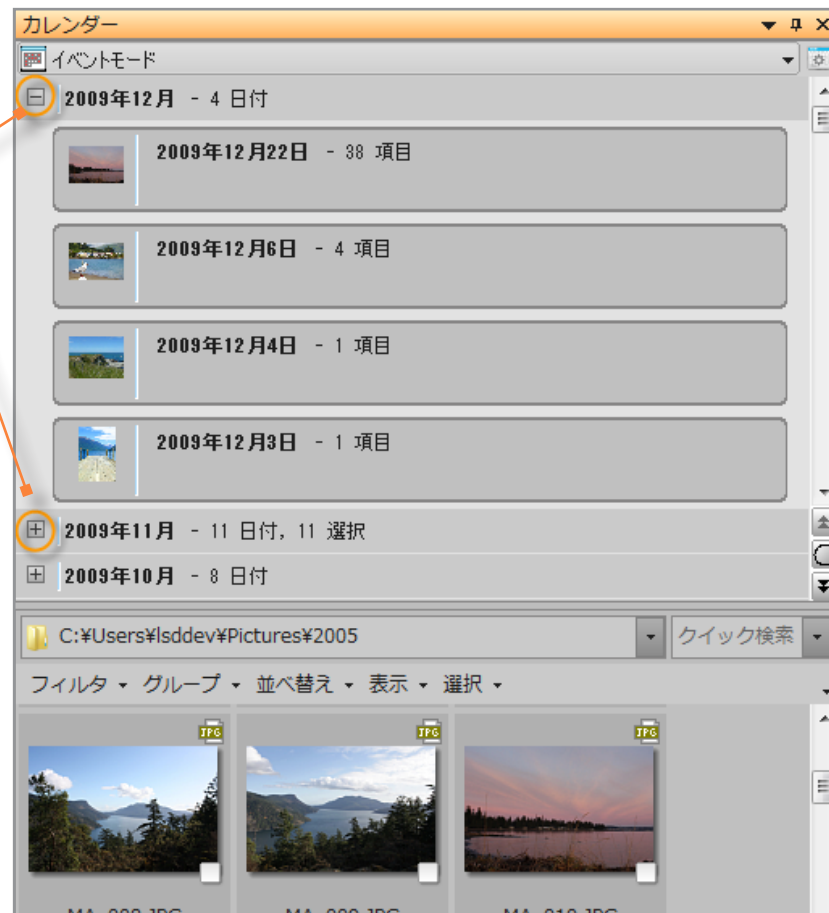 カレンダー
イベントモード
2009年12月 - 4 日付
2009年12月22日 - 38 項目
2009年12月6日 - 4 項目
2009年12月4日 - 1 項目
2009年12月3日 - 1 項目
2009年11月 - 11 日付, 11 選択
2009年10月 - 8 日付
C:¥Users¥lsddev¥Pictures¥2005 クイック検索
フィルタ グループ 並べ替え 表示 選択
JPG JPG JPG